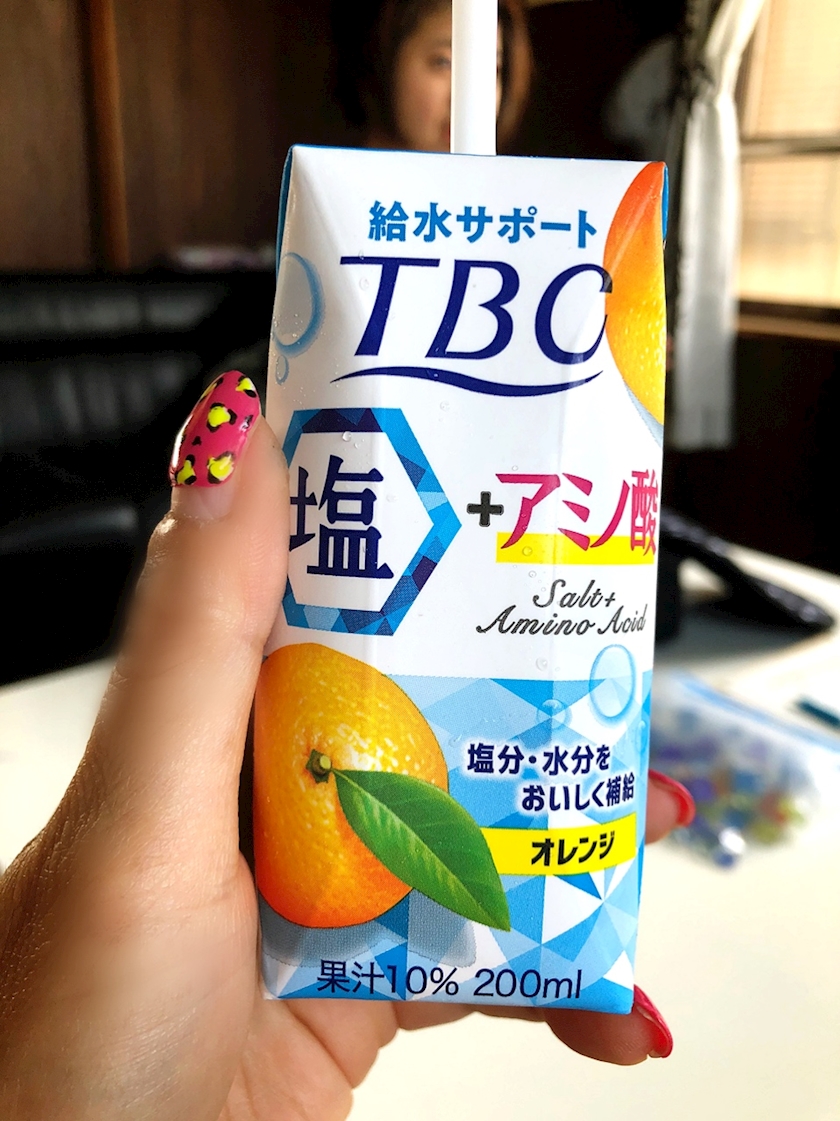 給水サポート
TBC
塩
+アミノ酸
Salt+
Amino Acid
塩分・水分を
おいしく補給
オレンジ
果汁10% 200ml